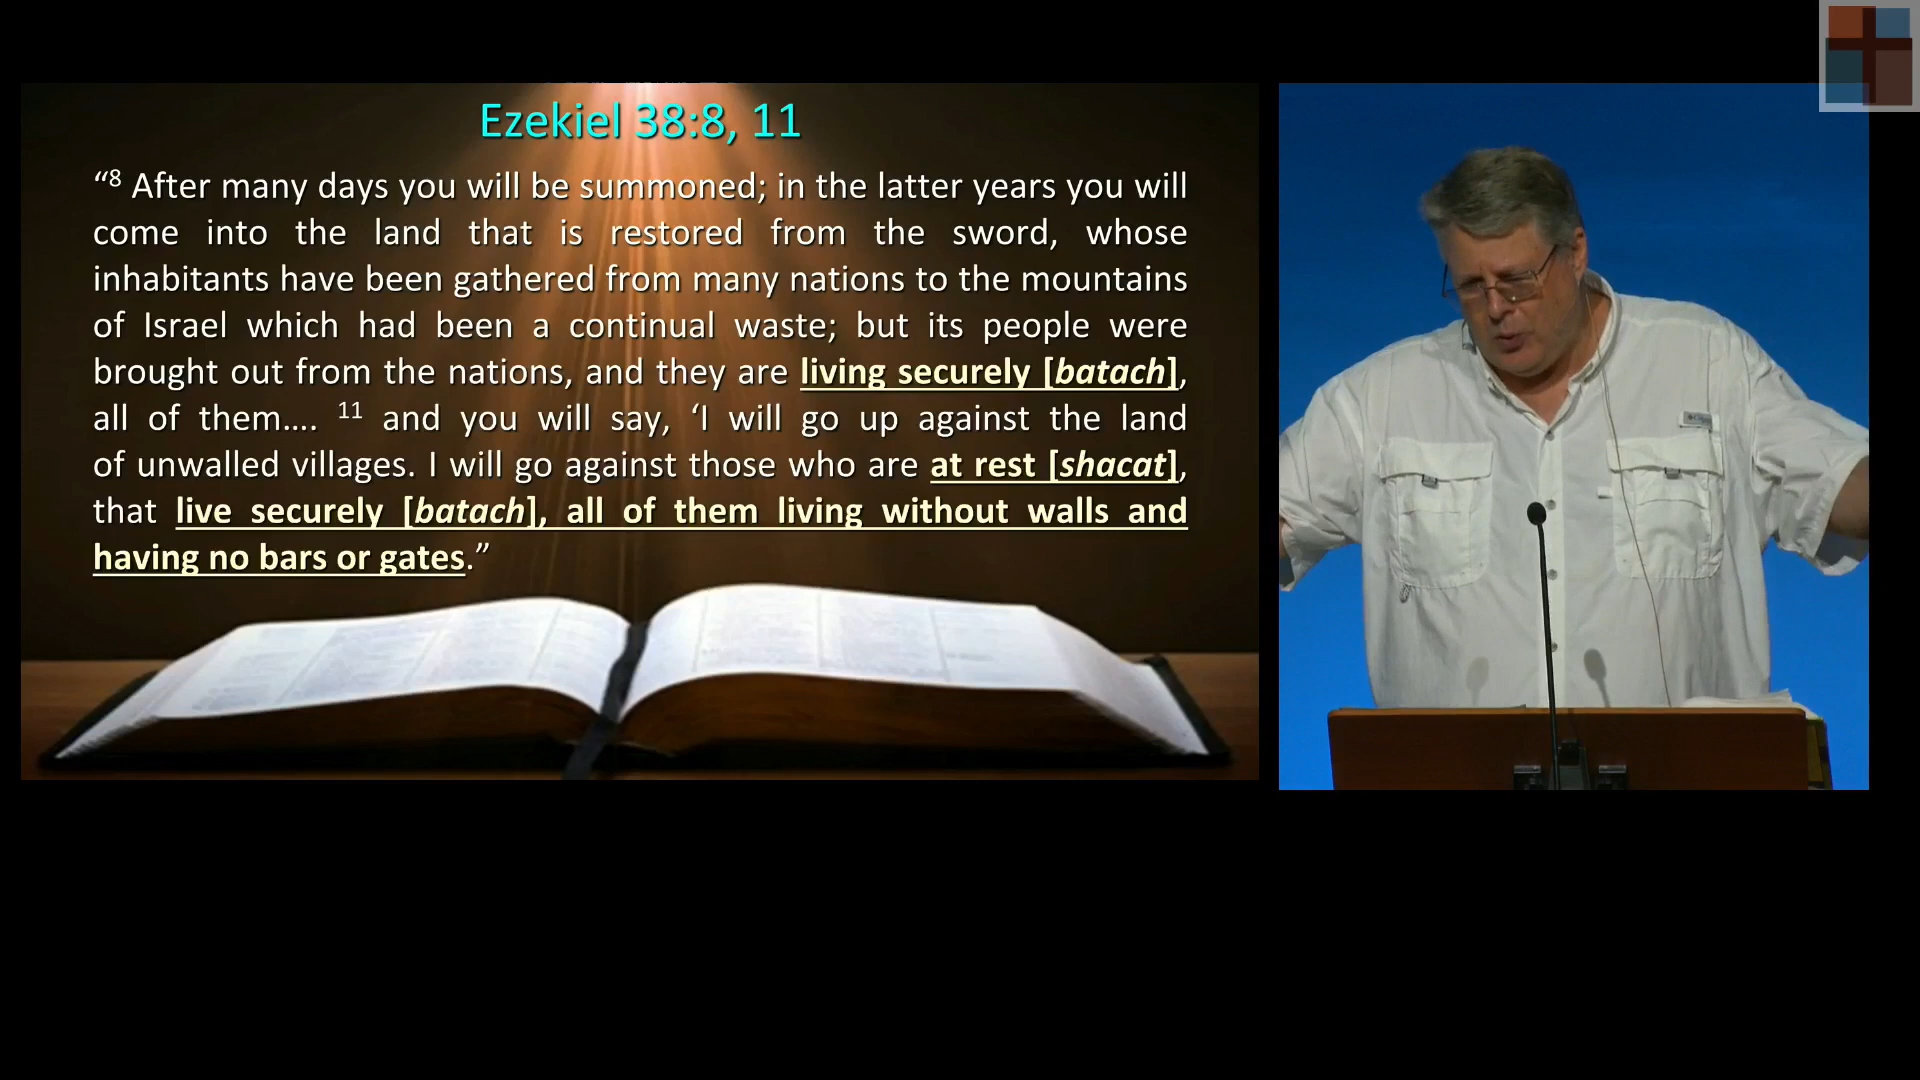 Ezekiel 38:8, 11
“8 After many days you will be summoned; in the latter years you will
come into the land that is restored from the sword, whose
inhabitants have been gathered from many nations to the mountains
of Israel which had been a continual waste; but its people were
brought out from the nations, and they are living securely [batach],
all of them…. 11 and you will say, ‘I will go up against the land
of unwalled villages. I will go against those who are at rest [shacat],
that live securely [batach], all of them living without walls and
having no bars or gates.”